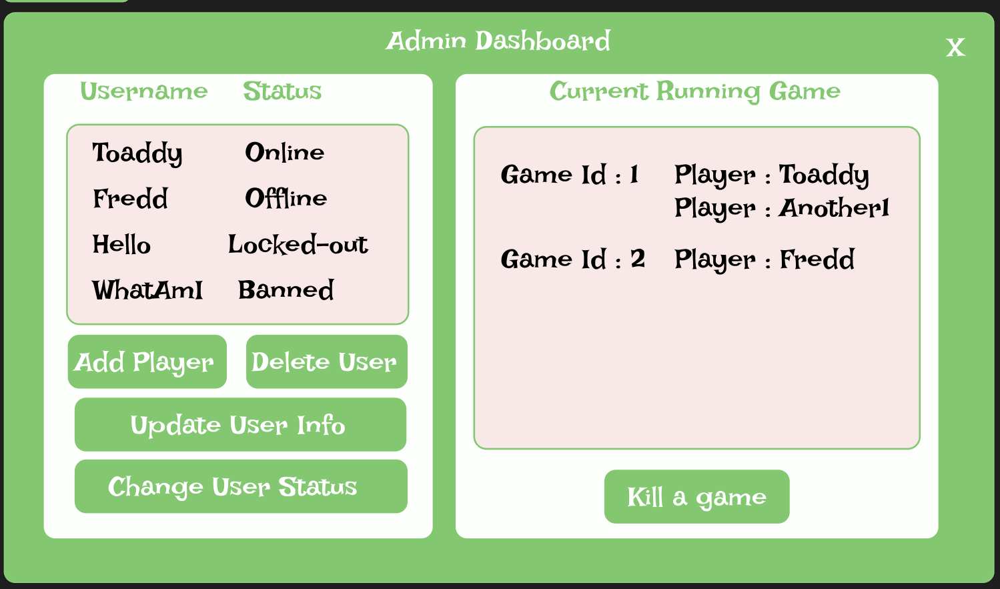 Admin Dashboard
X
Username Status
Toaddy Online
Fredd Offline
Hello Locked-out
WhatAmI Banned
Add Player Delete User
Update User Info
Change User Status
Current Running Game
Game Id : 1 Player : Toaddy
Player : Another1
Game Id : 2 Player : Fredd
Kill a game